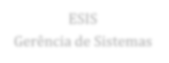 ESIS
Gerência de Sistemas